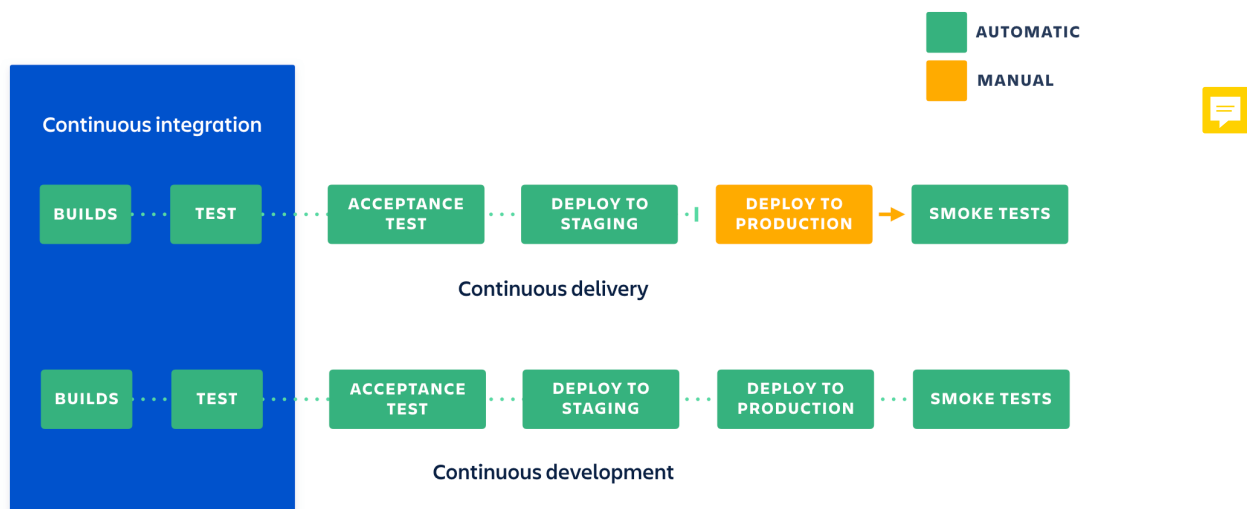 AUTOMATIC
MANUAL
Continuous integration
BUILDS
TEST
ACCEPTANCE
TEST
DEPLOY TO
STAGING
DEPLOY TO
PRODUCTION
SMOKE TESTS
Continuous delivery
BUILDS
TEST
ACCEPTANCE
TEST
DEPLOY TO
STAGING
DEPLOY TO
PRODUCTION
SMOKE TESTS
Continuous development